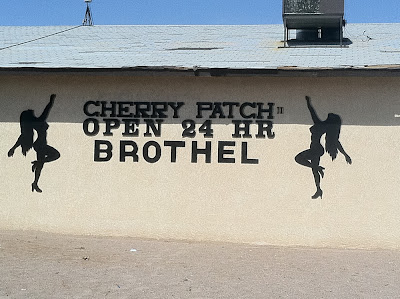 CHERRY PATCH II
OPEN 24 HR
BROTHEL